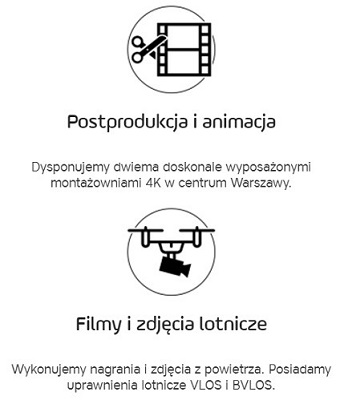 Postprodukcja i animacja
Dysponujemy dwiema doskonale wyposażonymi
montażowniami 4K w centrum Warszawy.
Filmy i zdjęcia lotnicze
Wykonujemy nagrania i zdjęcia z powietrza. Posiadamy
uprawnienia lotnicze VLOS i BVLOS.